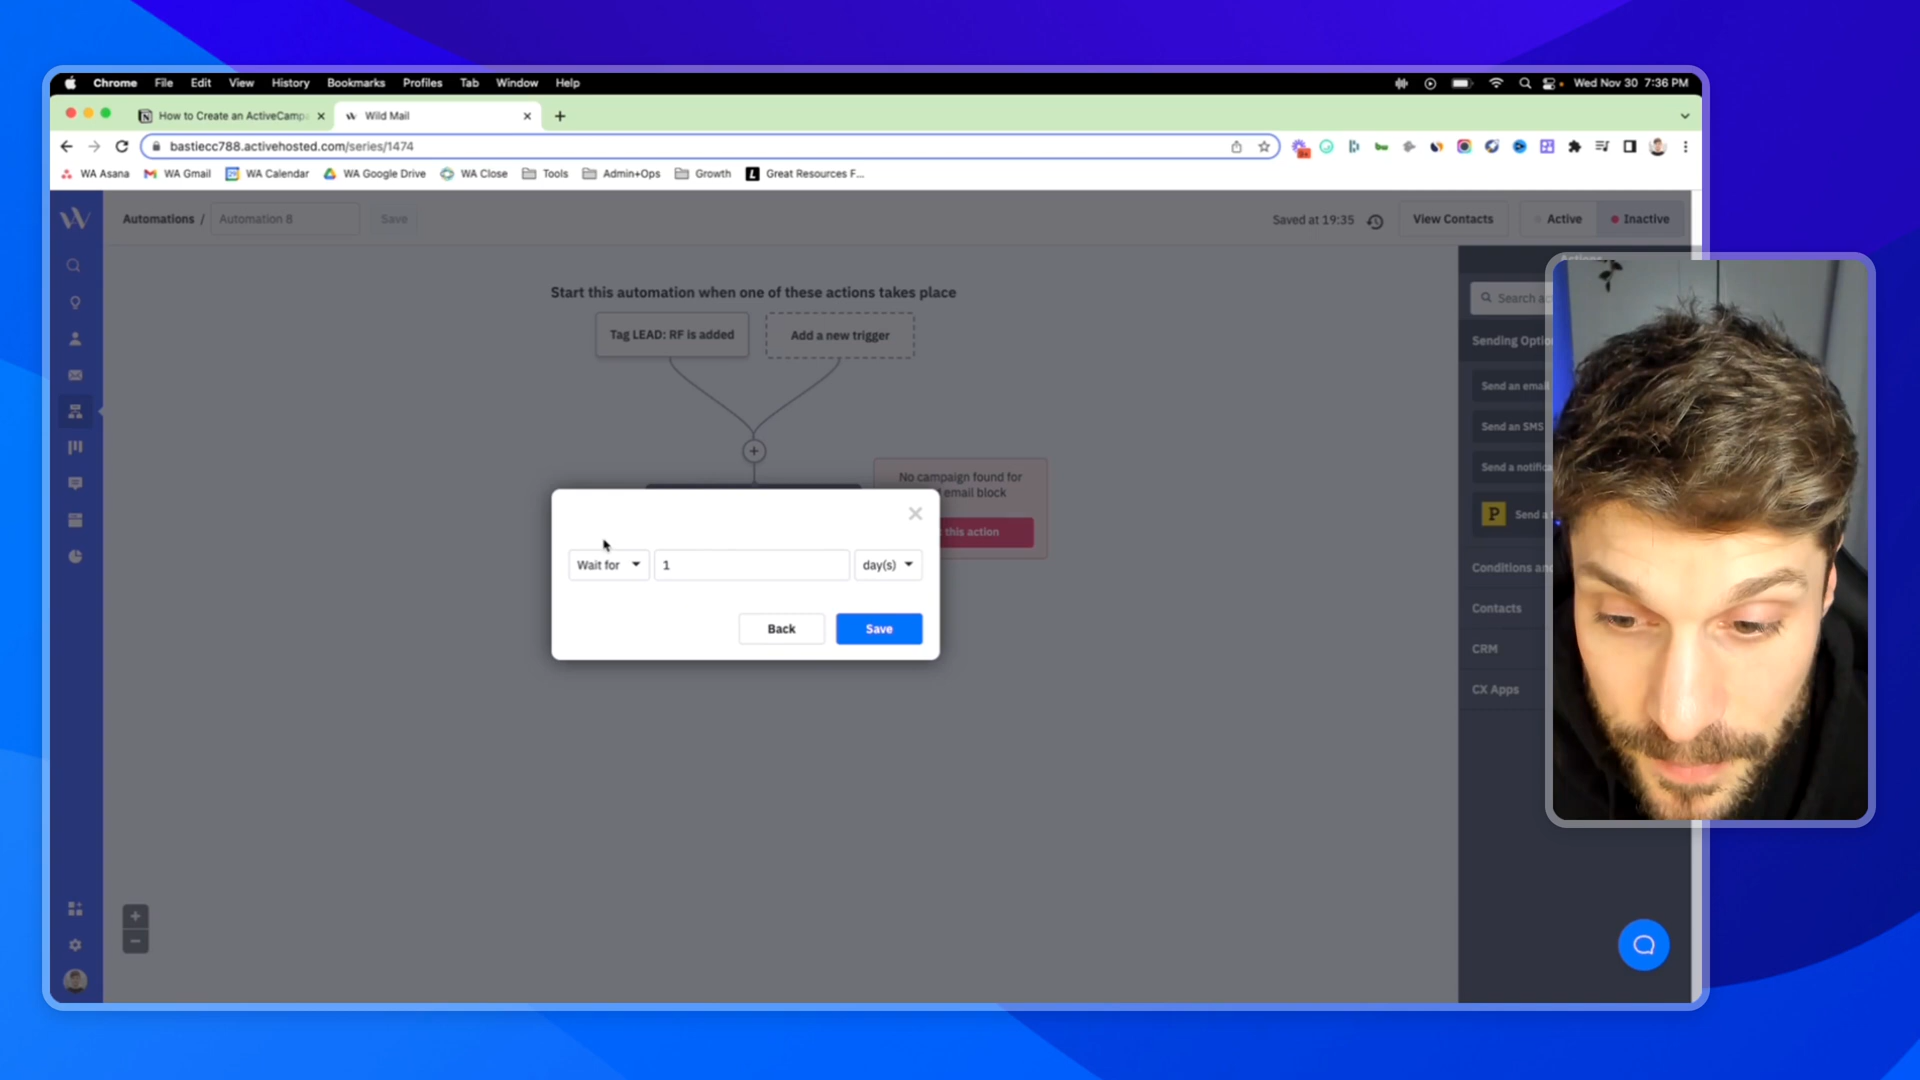 Chrome File Edit View History Bookmarks Profiles Tab Window Help
Wed Nov 30 7:36 PM
How to Create an ActiveCamp
Wild Mail
bastiecc788.activehosted.com/series/1474
WA Asana WA Gmail WA Calendar WA Google Drive WA Close Tools Admin+Ops Growth Great Resources F...
Automations / Automation 8 Save
Saved at 19:35 View Contacts Active Inactive
Start this automation when one of these actions takes place
Tag LEAD: RF is added
Add a new trigger
No campaign found for
email block
this action
Wait for 1 day(s)
Back Save
Search
Sending
Send an email
Send an SMS
Send a
P Send a
Conditions
Contacts
CRM
CX Apps